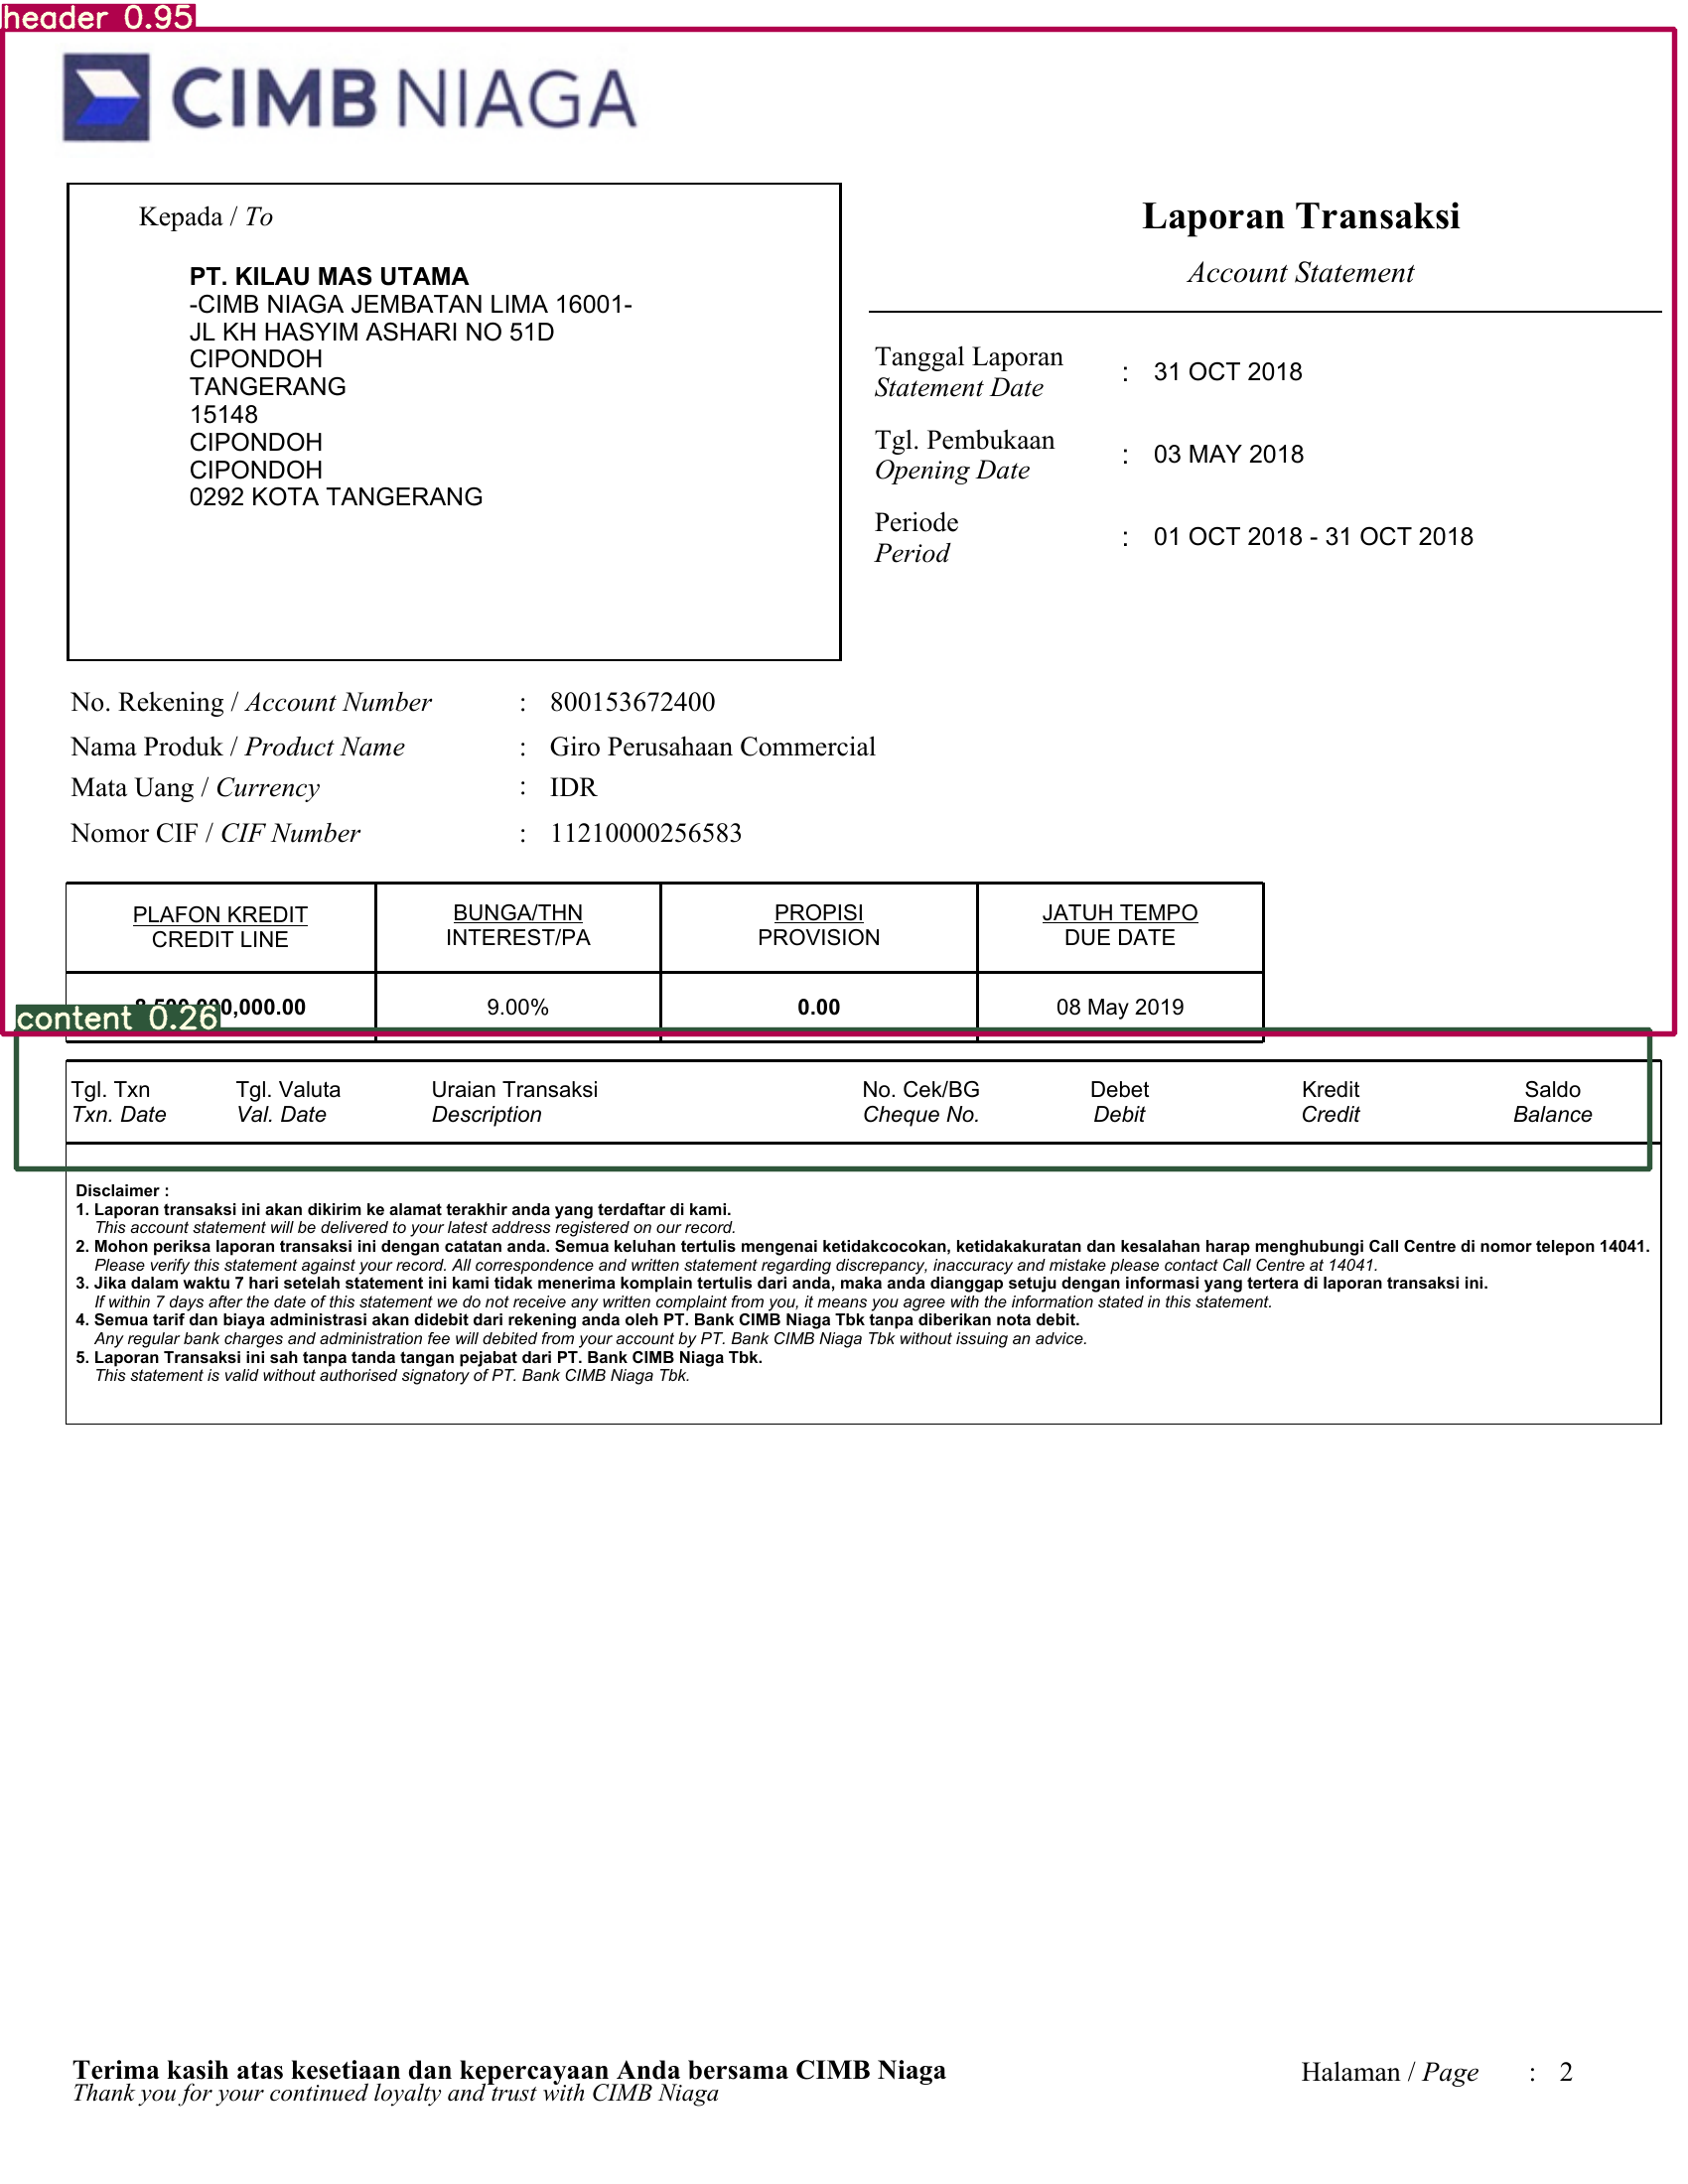 header 0.95
CIMB NIAGA
Kepada / To
PT. KILAU MAS UTAMA
-CIMB NIAGA JEMBATAN LIMA 16001-
JL KH HASYIM ASHARI NO 51D
CIPONDOH
TANGERANG
15148
CIPONDOH
CIPONDOH
0292 KOTA TANGERANG
Laporan Transaksi
Account Statement
Tanggal Laporan
Statement Date
: 31 OCT 2018
Tgl. Pembukaan
Opening Date
: 03 MAY 2018
Periode
Period
: 01 OCT 2018 - 31 OCT 2018
No. Rekening / Account Number : 800153672400
Nama Produk / Product Name : Giro Perusahaan Commercial
Mata Uang / Currency : IDR
Nomor CIF / CIF Number : 11210000256583
PLAFON KREDIT BUNGA/THN PROPISI JATUH TEMPO
CREDIT LINE INTEREST/PA PROVISION DUE DATE
9.00% 0.00 08 May 2019
content 0.26
Tgl. Txn Tgl. Valuta Uraian Transaksi No. Cek/BG Debet Kredit Saldo
Txn. Date Val. Date Description Cheque No. Debit Credit Balance
Disclaimer :
1. Laporan transaksi ini akan dikirim ke alamat terakhir anda yang terdaftar di kami.
This account statement will be delivered to your latest address registered on our record.
2. Mohon periksa laporan transaksi ini dengan catatan anda. Semua keluhan tertulis mengenai ketidakcocokan, ketidakakuratan dan kesalahan harap menghubungi Call Centre di nomor telepon 14041.
Please verify this statement against your record. All correspondence and written statement regarding discrepancy, inaccuracy and mistake please contact Call Centre at 14041.
3. Jika dalam waktu 7 hari setelah statement ini kami tidak menerima komplain tertulis dari anda, maka anda dianggap setuju dengan informasi yang tertera di laporan transaksi ini.
If within 7 days after the date of this statement we do not receive any written complaint from you, it means you agree with the information stated in this statement.
4. Semua tarif dan biaya administrasi akan didebit dari rekening anda oleh PT. Bank CIMB Niaga Tbk tanpa diberikan nota debit.
Any regular bank charges and administration fee will debited from your account by PT. Bank CIMB Niaga Tbk without issuing an advice.
5. Laporan Transaksi ini sah tanpa tanda tangan pejabat dari PT. Bank CIMB Niaga Tbk.
This statement is valid without authorised signatory of PT. Bank CIMB Niaga Tbk.
Terima kasih atas kesetiaan dan kepercayaan Anda bersama CIMB Niaga
Thank you for your continued loyalty and trust with CIMB Niaga
Halaman / Page : 2